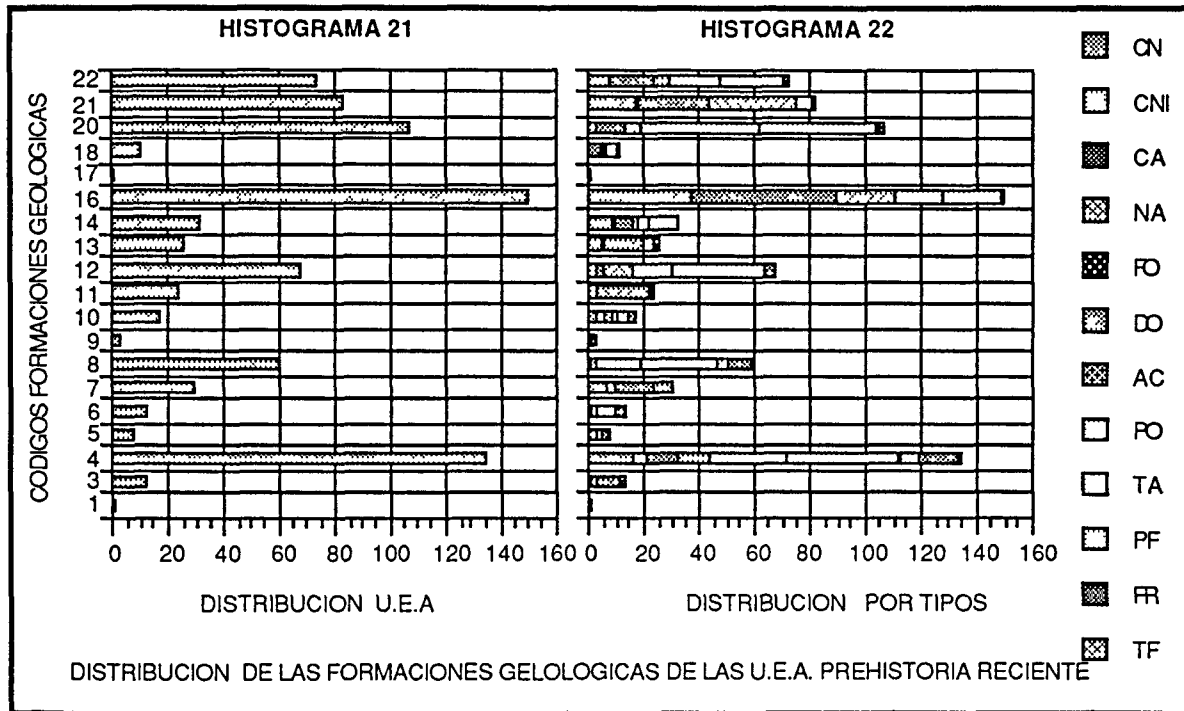 HISTOGRAMA 21
HISTOGRAMA 22
CODIGOS FORMACIONES GEOLOGICAS
22
21
20
18
17
16
14
13
12
11
10
9
8
7
6
5
4
3
1
0 20 40 60 80 100 120 140 160
0 20 40 60 80 100 120 140 160
DISTRIBUCION U.E.A
DISTRIBUCION POR TIPOS
CN
CNI
CA
NA
FO
DO
AC
PO
TA
PF
FR
TF
DISTRIBUCION DE LAS FORMACIONES GELOLOGICAS DE LAS U.E.A. PREHISTORIA RECIENTE